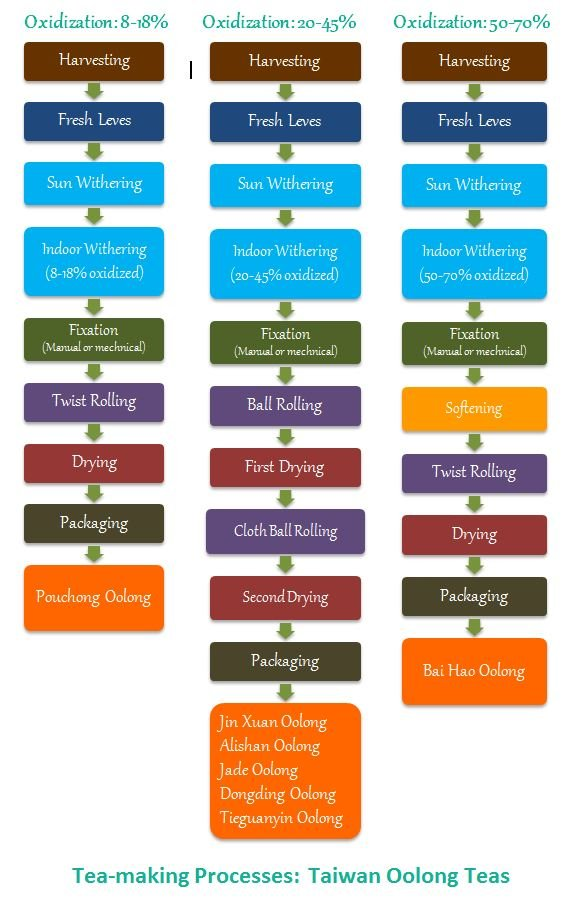 Oxidization: 8-18%
Harvesting
Fresh Leves
Sun Withering
Indoor Withering
(8-18% oxidized)
Fixation
(Manual or mechnical)
Twist Rolling
Drying
Packaging
Pouchong Oolong
Oxidization: 20-45%
Harvesting
Fresh Leves
Sun Withering
Indoor Withering
(20-45% oxidized)
Fixation
(Manual or mechnical)
Ball Rolling
First Drying
Cloth Ball Rolling
Second Drying
Packaging
Jin Xuan Oolong
Alishan Oolong
Jade Oolong
Dongding Oolong
Tieguanyin Oolong
Oxidization: 50-70%
Harvesting
Fresh Leves
Sun Withering
Indoor Withering
(50-70% oxidized)
Fixation
(Manual or mechnical)
Softening
Twist Rolling
Drying
Packaging
Bai Hao Oolong
Tea-making Processes: Taiwan Oolong Teas